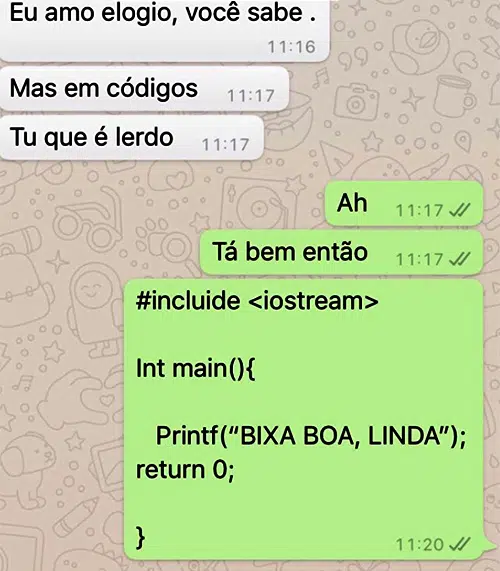 Eu amo elogio, você sabe .
11:16
Mas em códigos 11:17
Tu que é lerdo 11:17
Ah 11:17
Tá bem então 11:17
#incluide <iostream>
Int main(){
Printf(“BIXA BOA, LINDA”);
return 0;
}
11:20